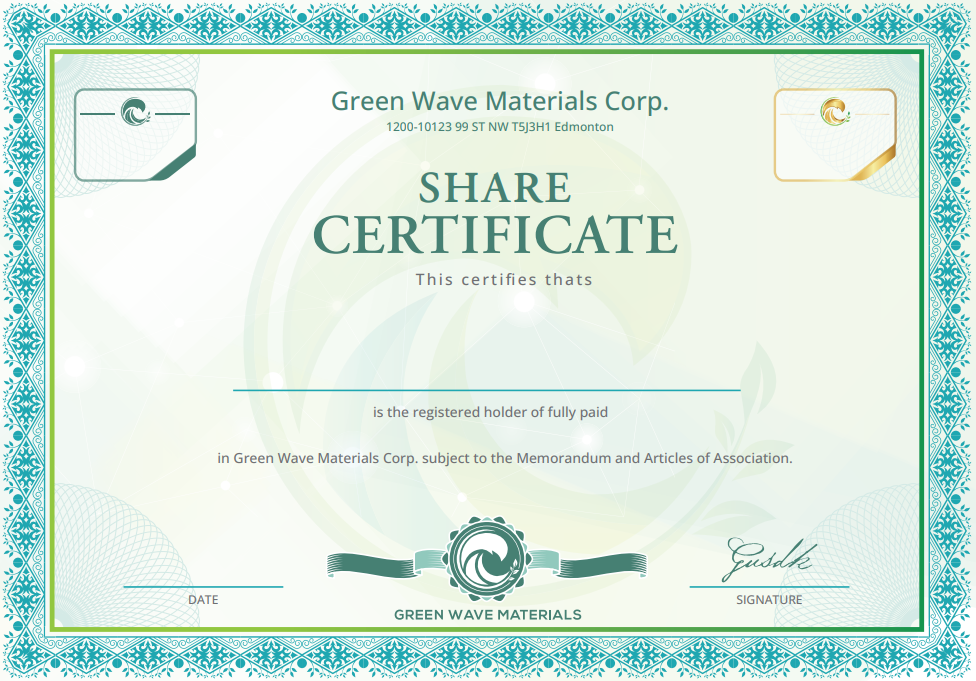 Green Wave Materials Corp.
1200-10123 99 ST NW T5J3H1 Edmonton
SHARE
CERTIFICATE
This certifies thats
is the registered holder of fully paid
in Green Wave Materials Corp. subject to the Memorandum and Articles of Association.
DATE
GREEN WAVE MATERIALS
SIGNATURE